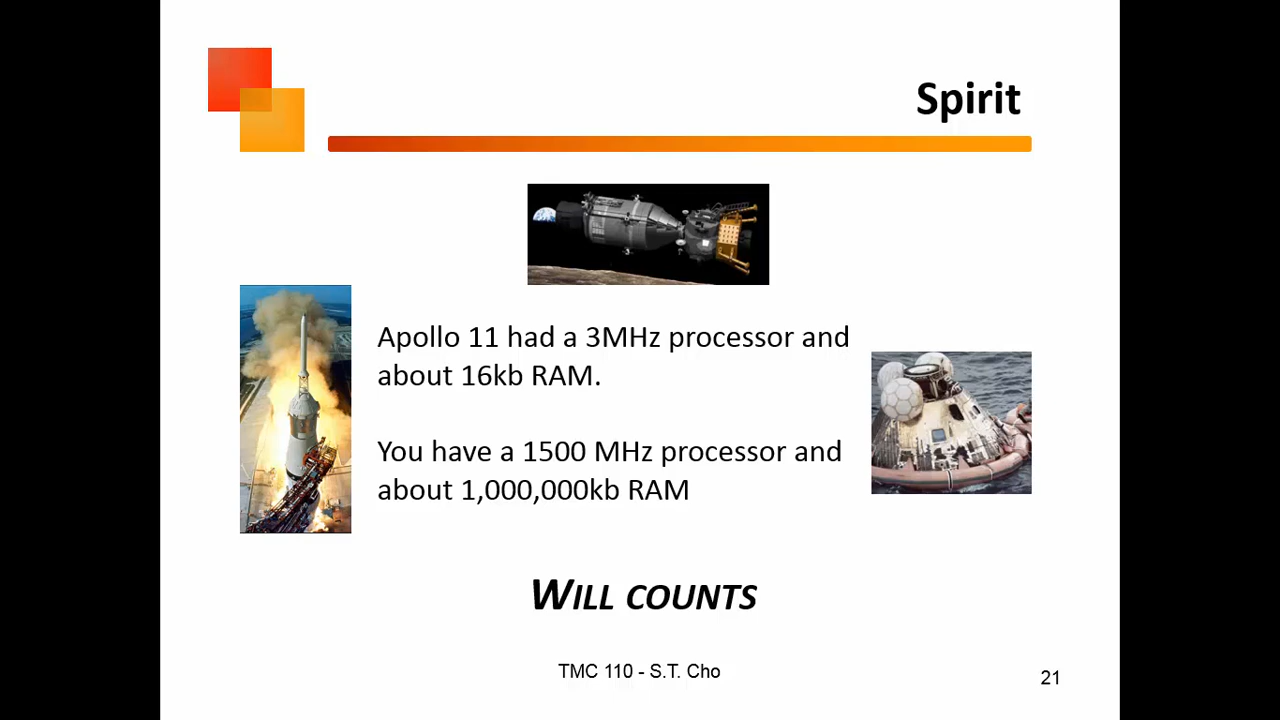 Spirit
Apollo 11 had a 3MHz processor and
about 16kb RAM.
You have a 1500 MHz processor and
about 1,000,000kb RAM
WILL COUNTS
TMC 110 - S.T. Cho
21